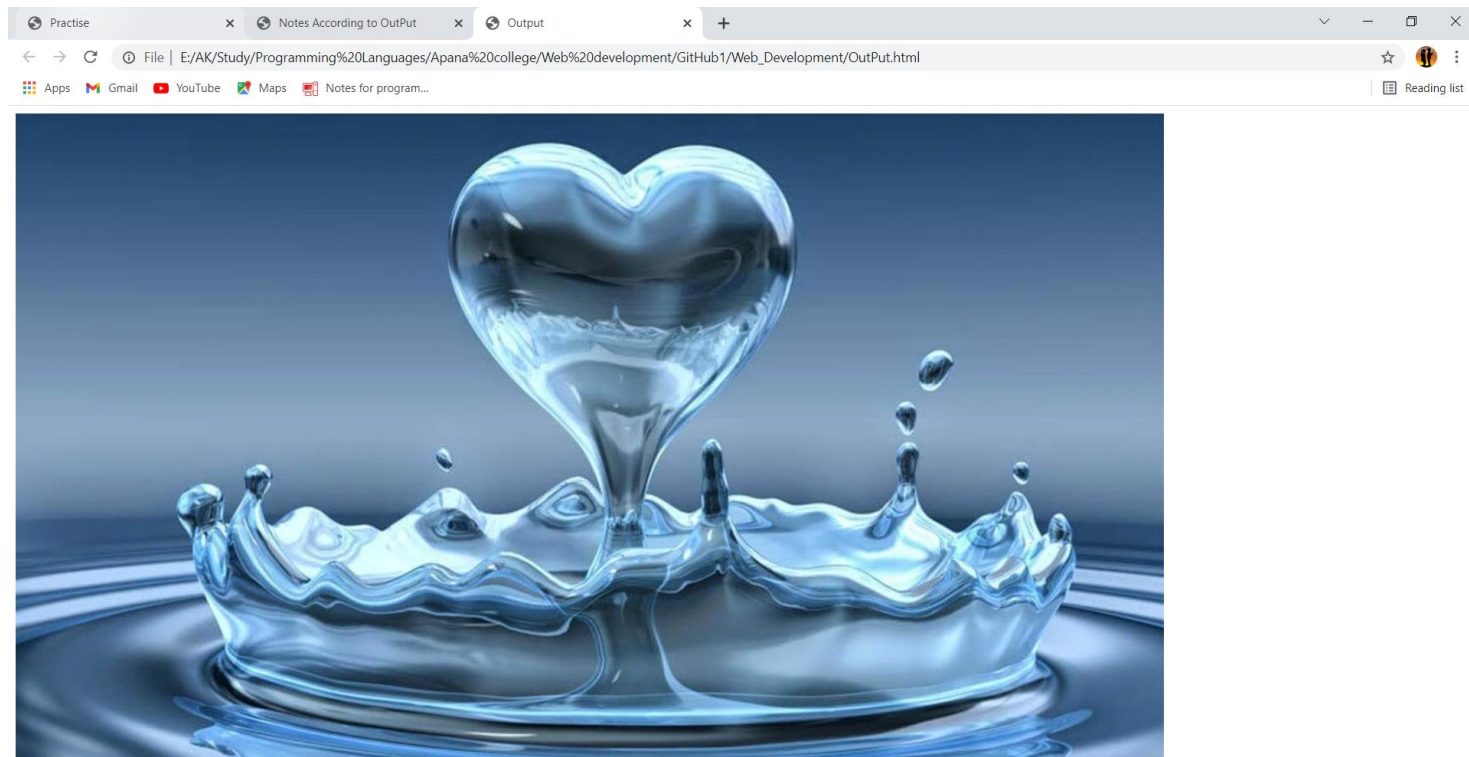 Practise Notes According to OutPut Output
File | E:/AK/Study/Programming%20Languages/Apana%20college/Web%20development/GitHub1/Web_Development/OutPut.html
Apps Gmail YouTube Maps Notes for program... Reading list